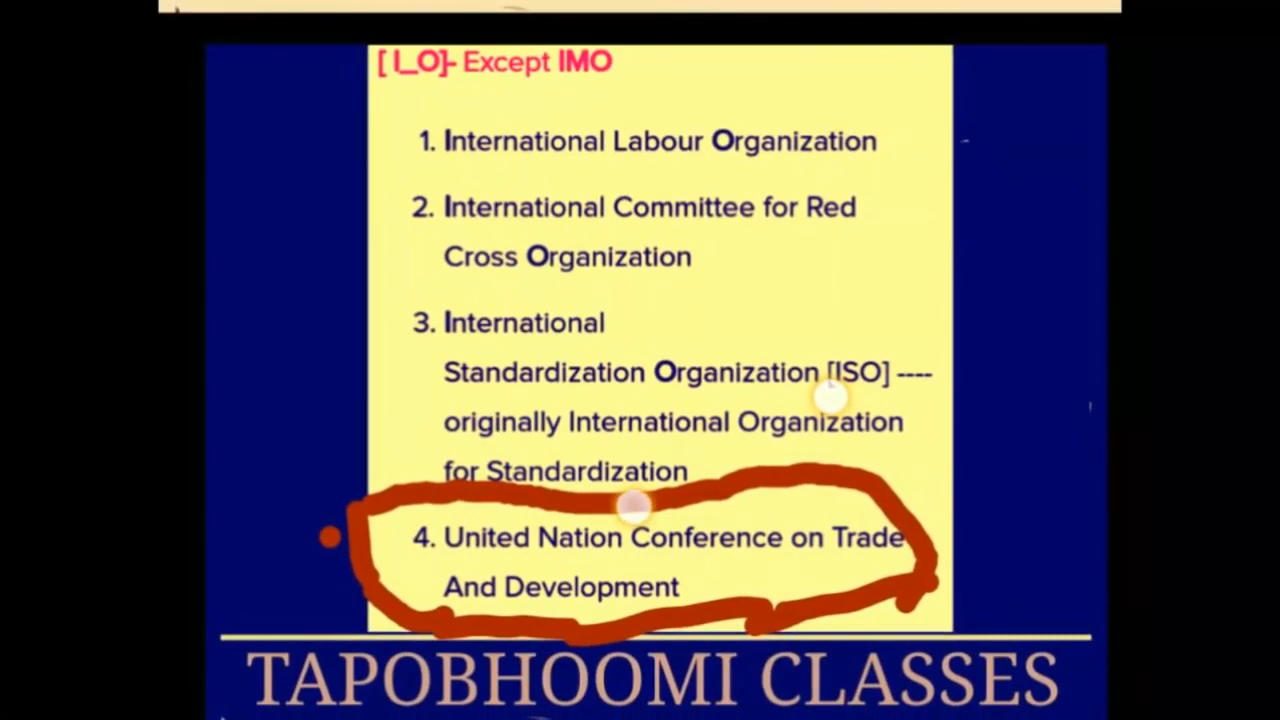 [ I_O]- Except IMO
1. International Labour Organization
2. International Committee for Red
Cross Organization
3. International
Standardization Organization [ISO] ----
originally International Organization
for Standardization
4. United Nation Conference on Trade
And Development
TAPOBHOOMI CLASSES